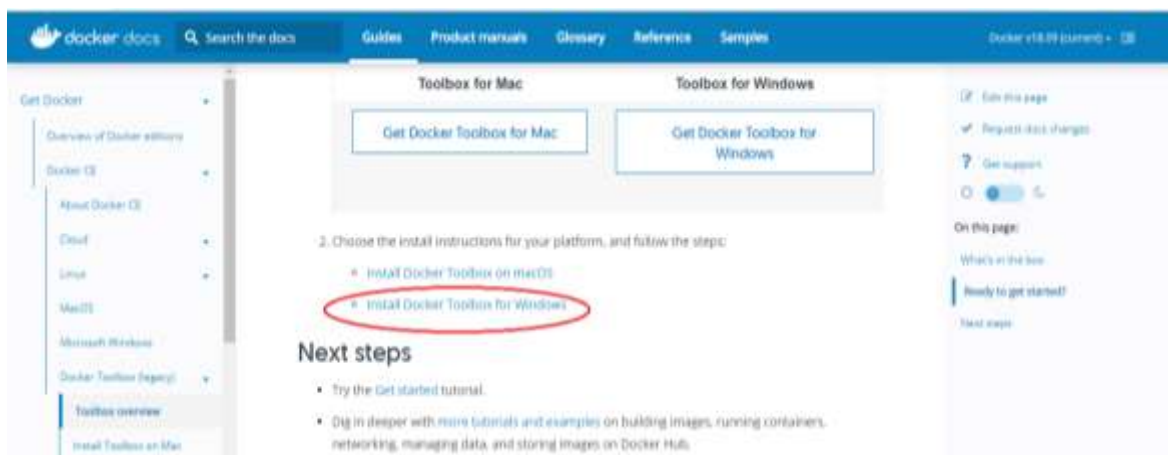 docker docs
Search the docs
Guides
Product manuals
Glossary
Reference
Samples
Docker v18.09 (current)
Get Docker
Overview of Docker editions
Docker CE
About Docker CE
Cloud
Linux
MacOS
Microsoft Windows
Docker Toolbox (legacy)
Toolbox overview
Install Toolbox on Mac
Toolbox for Mac
Toolbox for Windows
Get Docker Toolbox for Mac
Get Docker Toolbox for
Windows
2. Choose the install instructions for your platform, and follow the steps:
Install Docker Toolbox on macOS
Install Docker Toolbox for Windows
Next steps
Try the Get started tutorial.
Dig in deeper with more tutorials and examples on building images, running containers,
networking, managing data, and storing images on Docker Hub.
Edit this page
Request docs changes
Get support
On this page:
What's in the box
Ready to get started?
Next steps